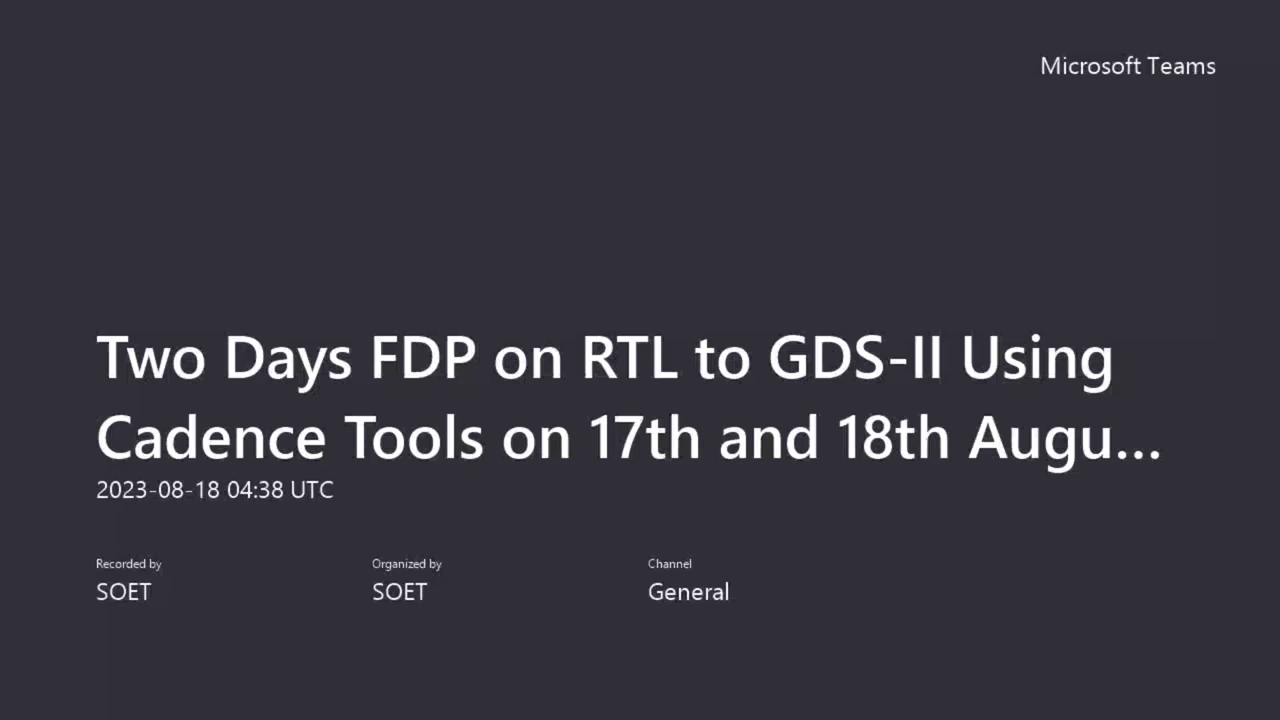 Microsoft Teams
Two Days FDP on RTL to GDS-II Using
Cadence Tools on 17th and 18th Augu...
2023-08-18 04:38 UTC
Recorded by Organized by Channel
SOET SOET General